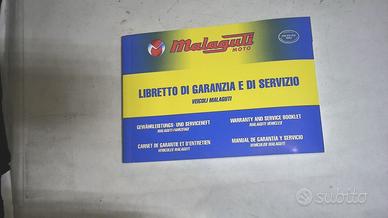 Malaguti
MOTO
LIBRETTO DI GARANZIA E DI SERVIZIO
VEICOLI MALAGUTI
GEWÄHRLEISTUNGS- UND SERVICEHEFT
MALAGUTI-FAHRZEUGE
WARRANTY AND SERVICE BOOKLET
MALAGUTI VEHICLES
CARNET DE GARANTIE ET D'ENTRETIEN
VEHICULES MALAGUTI
MANUAL DE GARANTIA Y SERVICIO
VEHICULOS MALAGUTI
subito